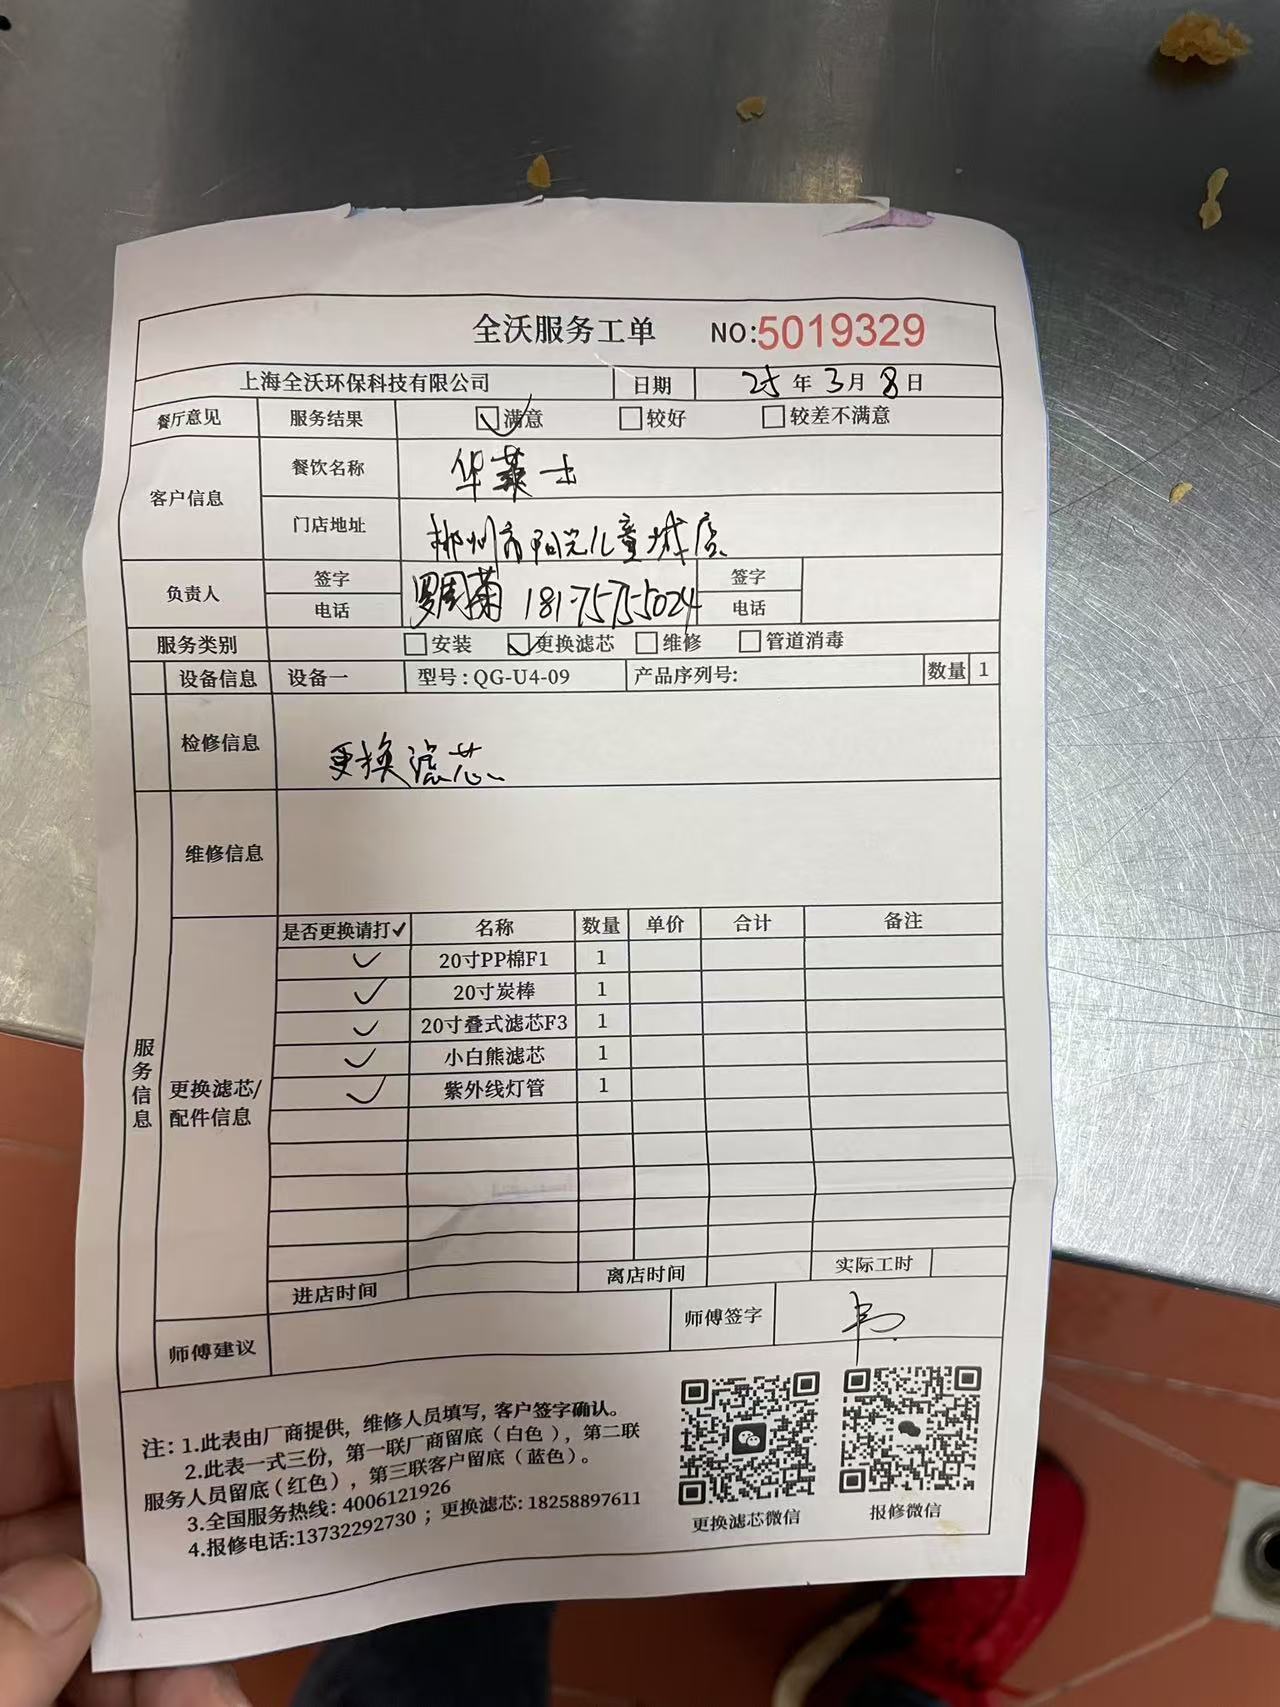 全沃服务工单 NO:5019329
上海全沃环保科技有限公司 日期 25年3月8日
餐厅意见 服务结果 满意 较好 较差不满意
客户信息 餐饮名称 华莱士
门店地址 郴州市阳光儿童城店
负责人 签字 罗周菊 签字
电话 18175755024 电话
服务类别 安装 更换滤芯 维修 管道消毒
设备信息 设备一 型号:QG-U4-09 产品序列号: 数量 1
检修信息 更换滤芯
维修信息
服务信息
更换滤芯/配件信息
是否更换请打✓ 名称 数量 单价 合计 备注
✓ 20寸PP棉F1 1
✓ 20寸炭棒 1
✓ 20寸叠式滤芯F3 1
✓ 小白熊滤芯 1
✓ 紫外线灯管 1
进店时间 离店时间 实际工时
师傅建议 师傅签字
注: 1.此表由厂商提供, 维修人员填写, 客户签字确认。
2.此表一式三份, 第一联厂商留底(白色), 第二联
服务人员留底(红色), 第三联客户留底(蓝色)。
3.全国服务热线: 4006121926
4.报修电话:13732292730 ; 更换滤芯: 18258897611
更换滤芯微信 报修微信